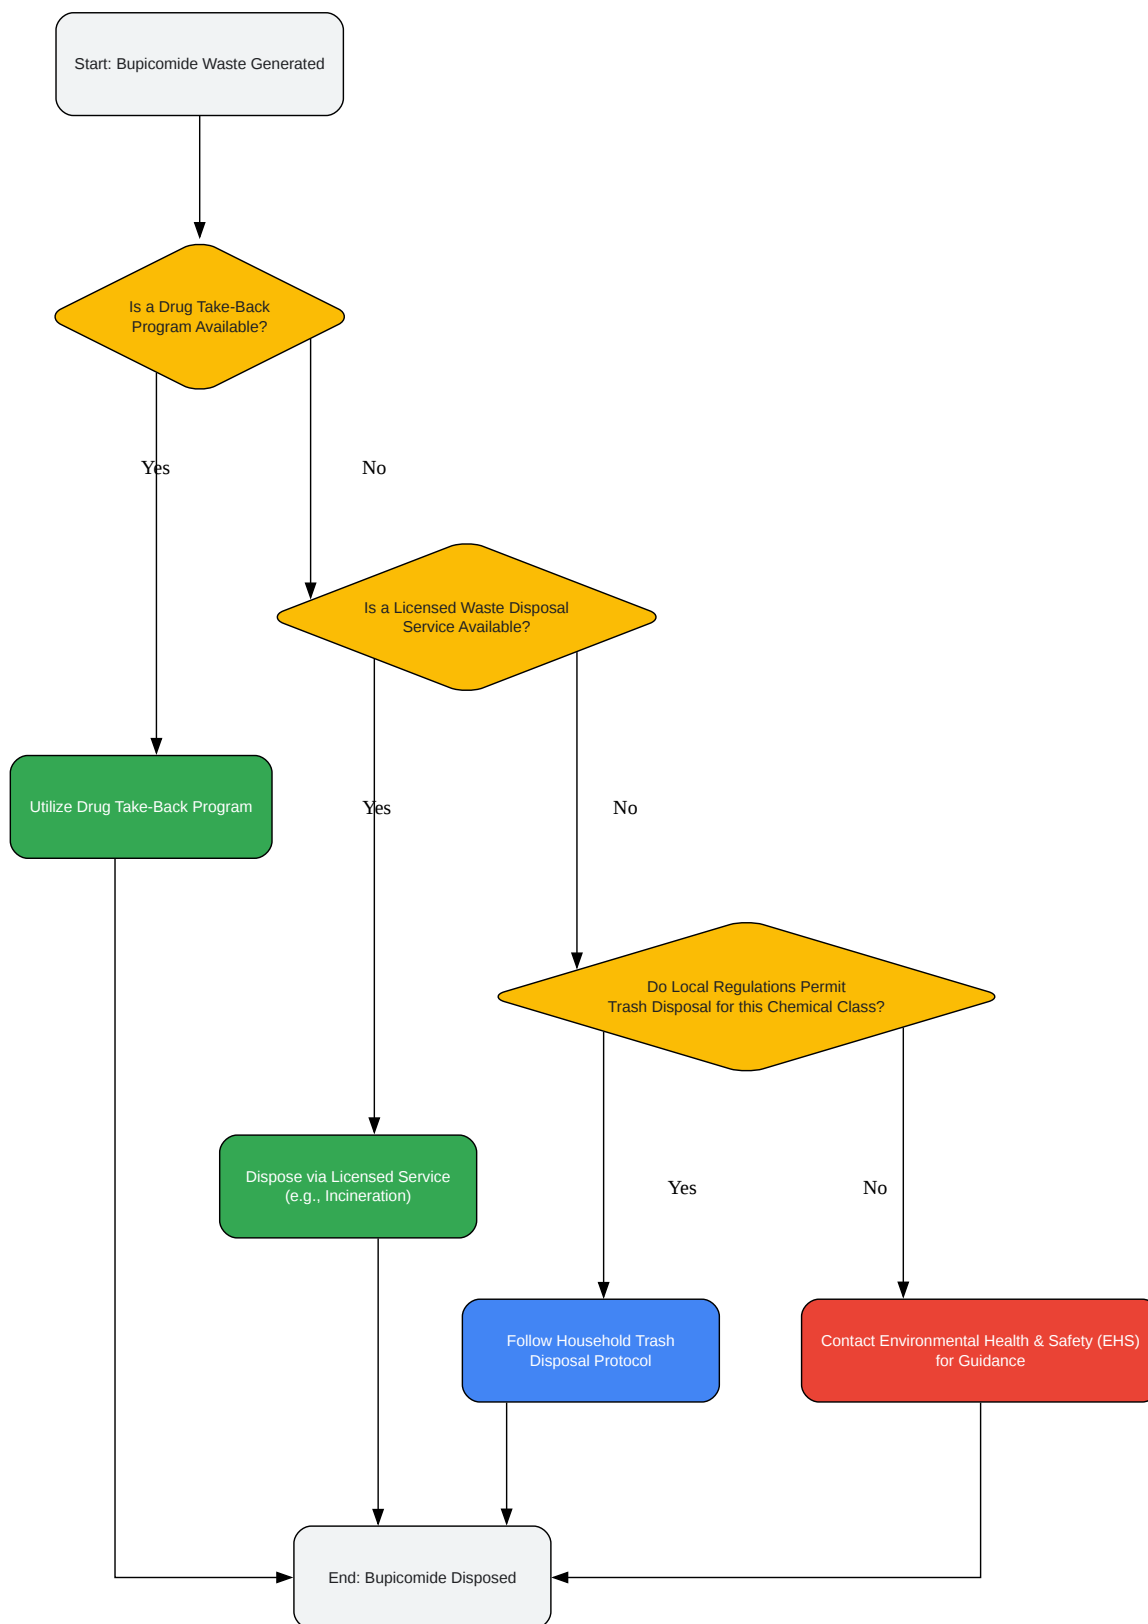 Start: Bupicomide Waste Generated
Is a Drug Take-Back
Program Available?
Yes
No
Is a Licensed Waste Disposal
Service Available?
Utilize Drug Take-Back Program
Yes
No
Do Local Regulations Permit
Trash Disposal for this Chemical Class?
Dispose via Licensed Service
(e.g., Incineration)
Yes
No
Follow Household Trash
Disposal Protocol
Contact Environmental Health & Safety (EHS)
for Guidance
End: Bupicomide Disposed